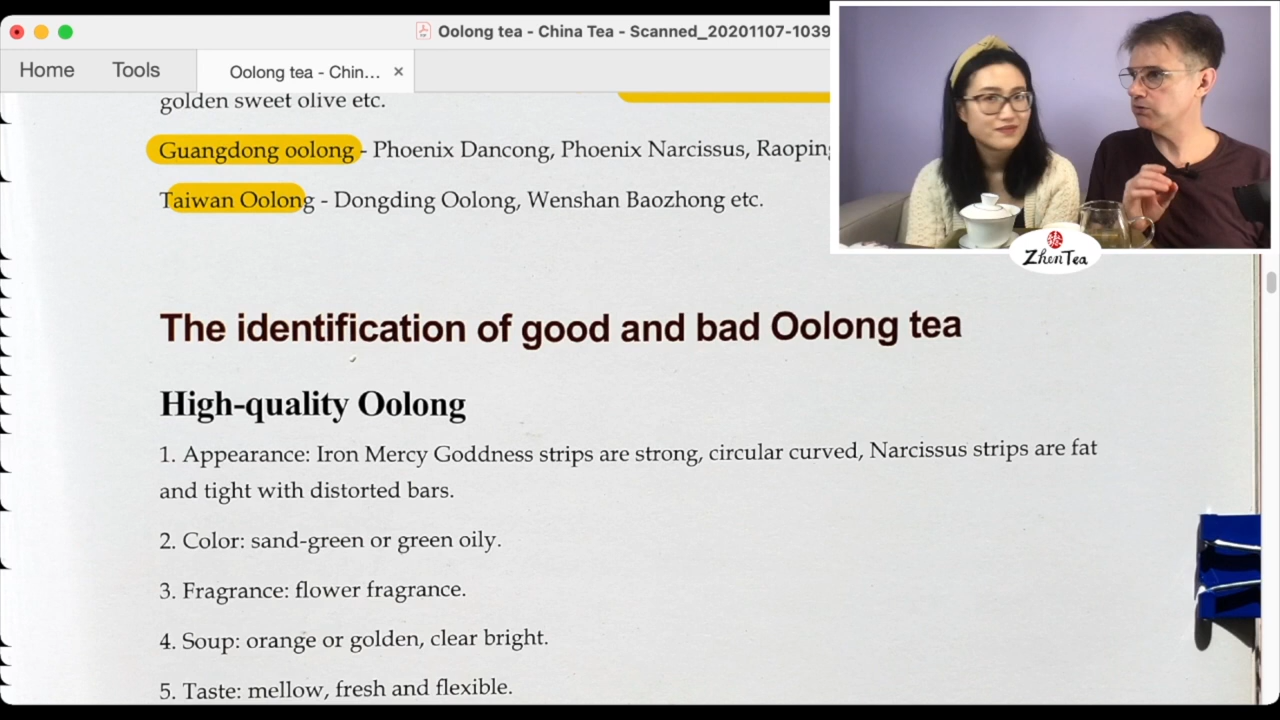 Oolong tea - China Tea - Scanned_20201107-1039
Home
Tools
Oolong tea - Chin... ×
golden sweet olive etc.
Guangdong oolong - Phoenix Dancong, Phoenix Narcissus, Raoping
Taiwan Oolong - Dongding Oolong, Wenshan Baozhong etc.
Zhen Tea
The identification of good and bad Oolong tea
High-quality Oolong
1. Appearance: Iron Mercy Goddness strips are strong, circular curved, Narcissus strips are fat
and tight with distorted bars.
2. Color: sand-green or green oily.
3. Fragrance: flower fragrance.
4. Soup: orange or golden, clear bright.
5. Taste: mellow, fresh and flexible.